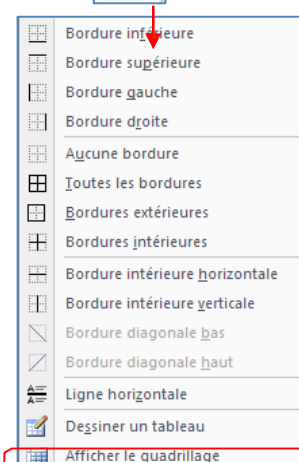 Bordure inférieure
Bordure supérieure
Bordure gauche
Bordure droite
Aucune bordure
Toutes les bordures
Bordures extérieures
Bordures intérieures
Bordure intérieure horizontale
Bordure intérieure verticale
Bordure diagonale bas
Bordure diagonale haut
Ligne horizontale
Dessiner un tableau
Afficher le quadrillage